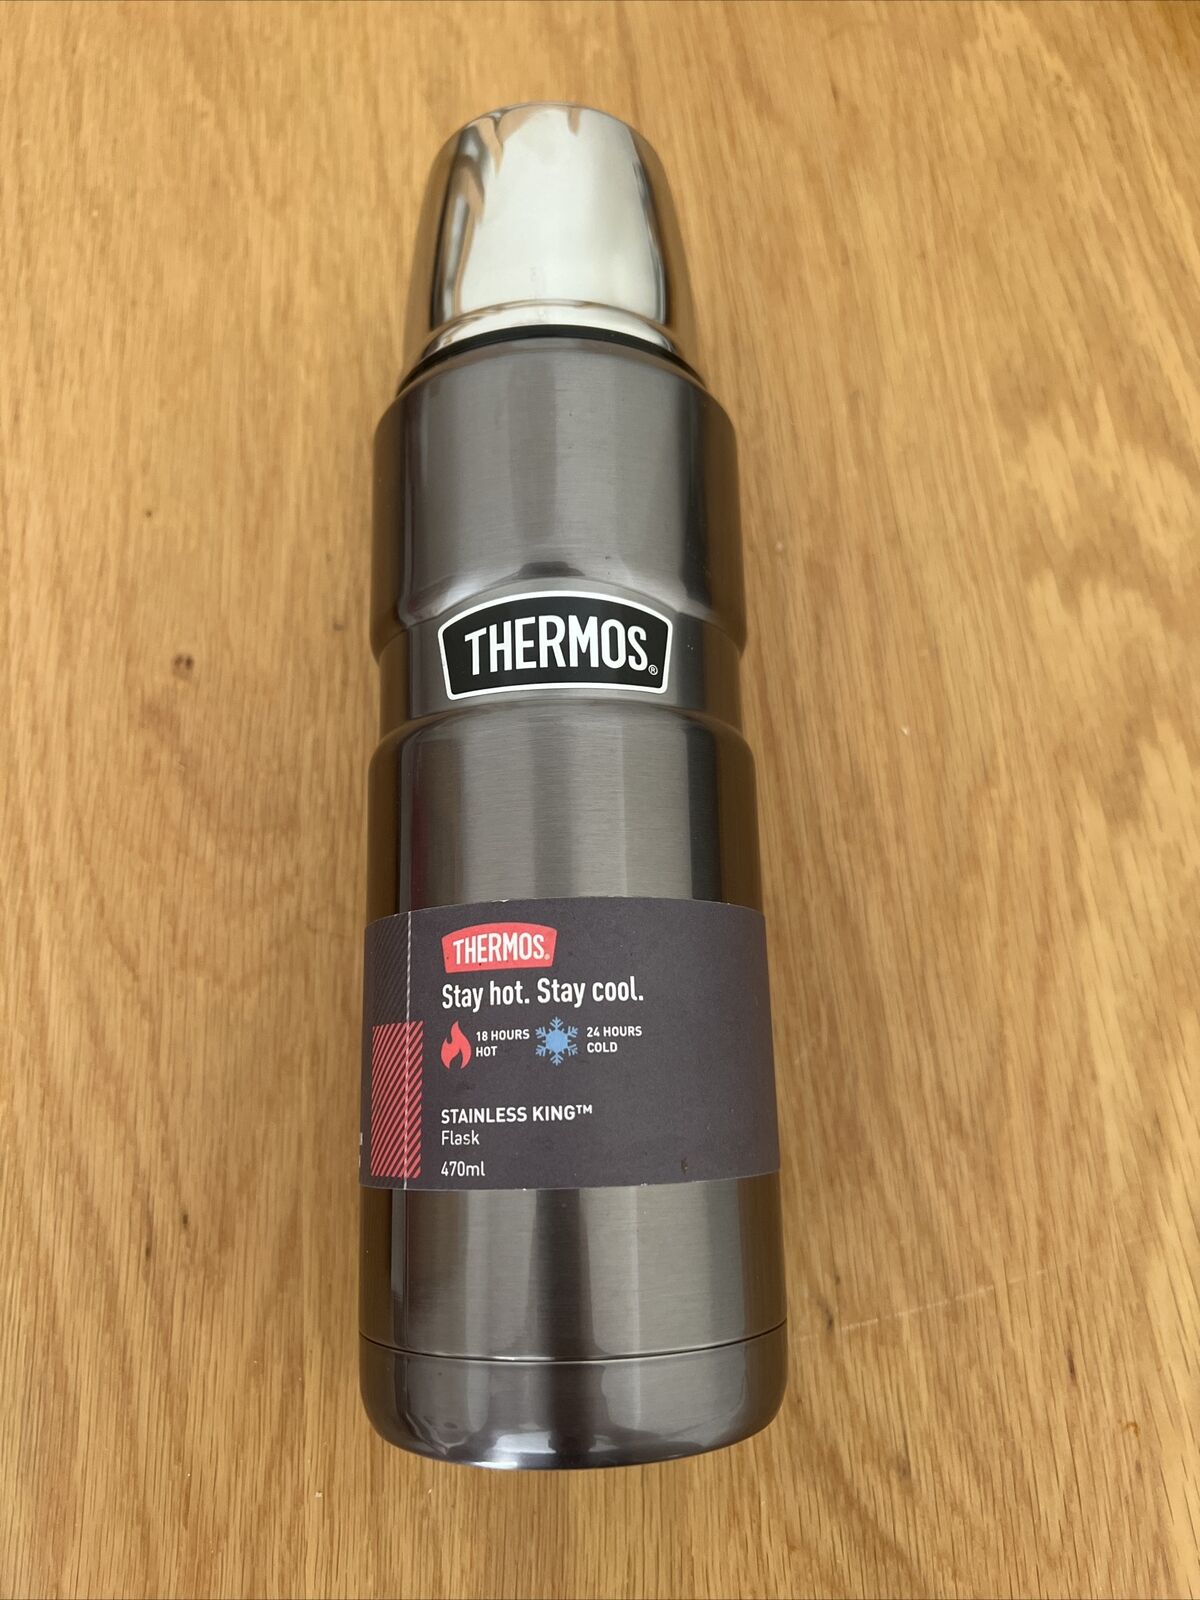 THERMOS®
THERMOS®
Stay hot. Stay cool.
18 HOURS
HOT
24 HOURS
COLD
STAINLESS KING™
Flask
470ml